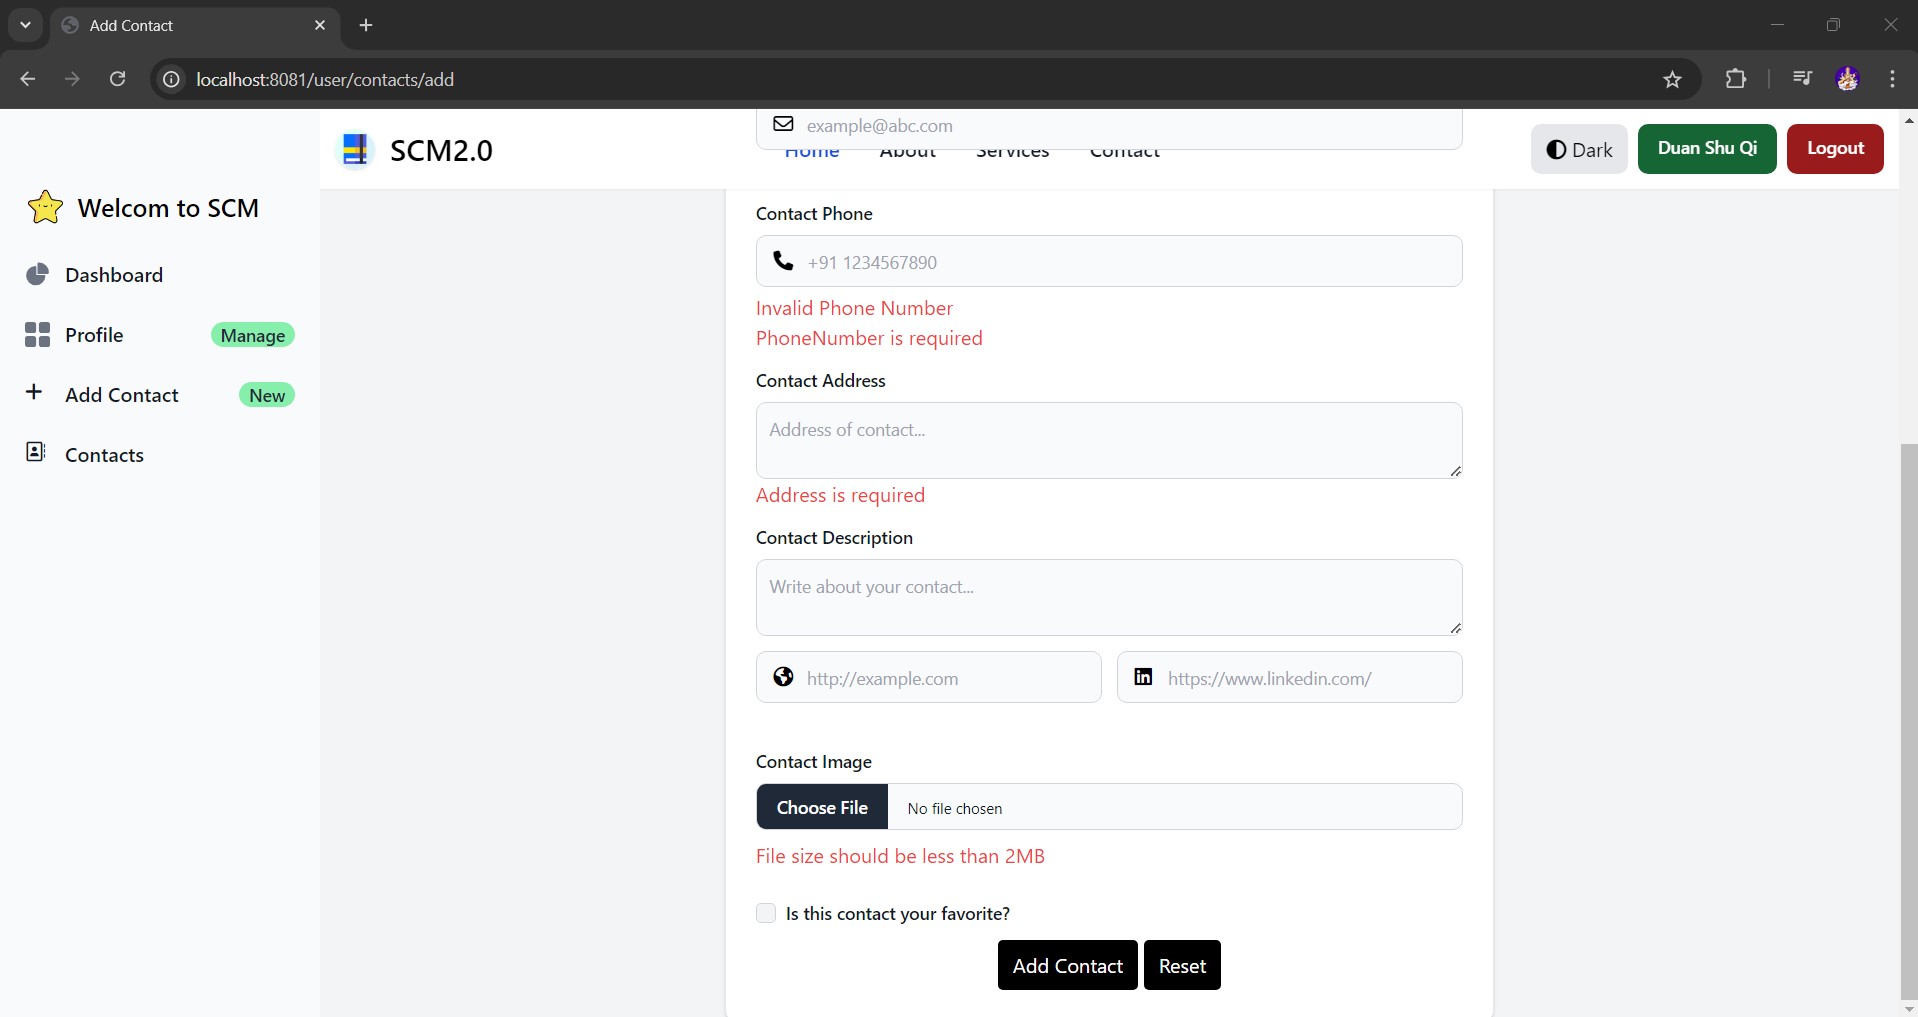 Add Contact
localhost:8081/user/contacts/add
SCM2.0
example@abc.com
Home About Services Contact
Dark
Duan Shu Qi
Logout
Welcom to SCM
Dashboard
Profile Manage
Add Contact New
Contacts
Contact Phone
+91 1234567890
Invalid Phone Number
PhoneNumber is required
Contact Address
Address of contact...
Address is required
Contact Description
Write about your contact...
http://example.com
https://www.linkedin.com/
Contact Image
Choose File No file chosen
File size should be less than 2MB
Is this contact your favorite?
Add Contact Reset